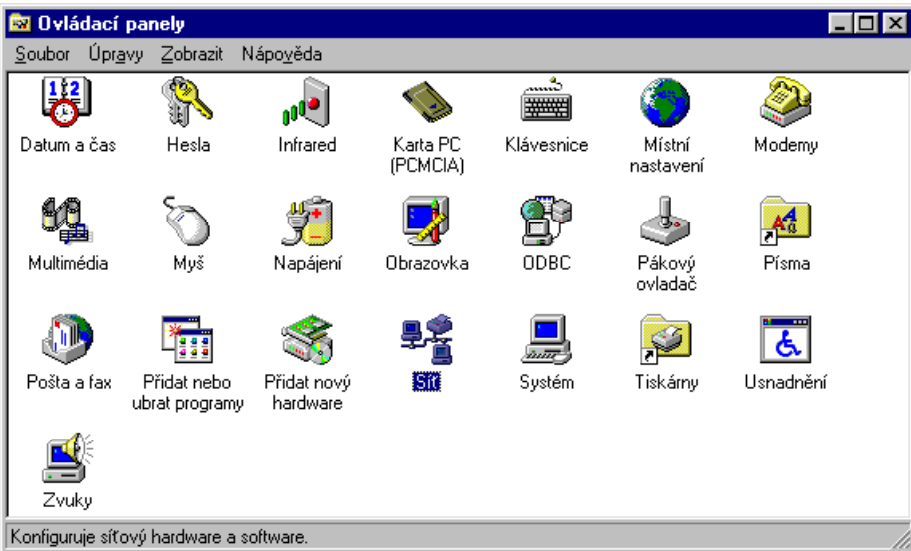 Ovládací panely
Soubor Úpravy Zobrazit Nápověda
Datum a čas Hesla Infrared Karta PC Klávesnice Místní Modemy
(PCMCIA) nastavení
Multimédia Myš Napájení Obrazovka ODBC Pákový Písma
ovladač
Pošta a fax Přidat nebo Přidat nový Síť Systém Tiskárny Usnadnění
ubrat programy hardware
Zvuky
Konfiguruje síťový hardware a software.